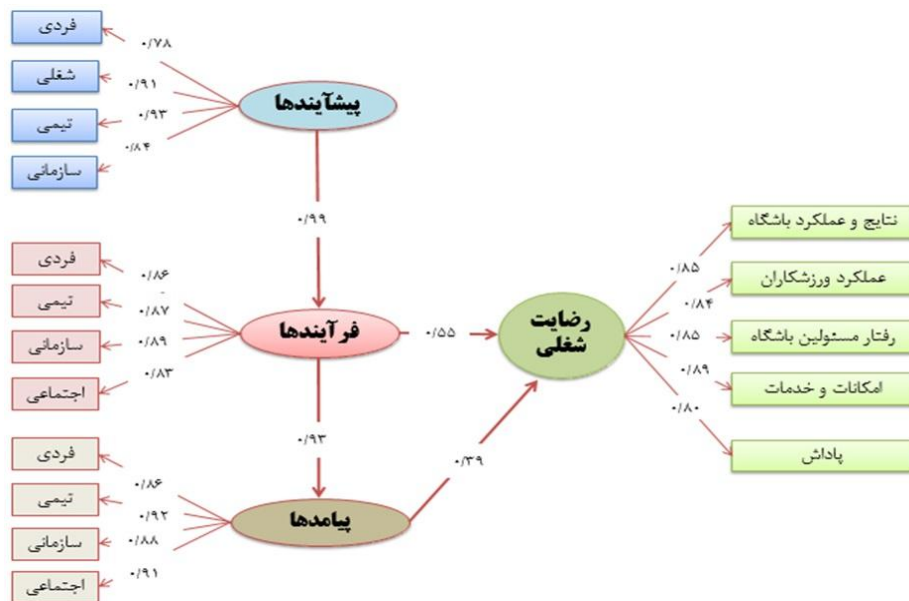 فردی
۰/۷۸
شغلی
۰/۹۱
تیمی
۰/۹۳
سازمانی
۰/۸۴
پیشآیندها
۰/۹۹
فردی
۰/۸۶
تیمی
۰/۸۷
سازمانی
۰/۸۹
اجتماعی
۰/۸۳
فرآیندها
۰/۵۵
۰/۹۳
فردی
۰/۸۶
تیمی
۰/۹۲
سازمانی
۰/۸۸
اجتماعی
۰/۹۱
پیامدها
۰/۳۹
رضایت
شغلی
نتایج و عملکرد باشگاه
۰/۸۵
عملکرد ورزشکاران
۰/۸۴
رفتار مسئولین باشگاه
۰/۸۵
امکانات و خدمات
۰/۸۹
پاداش
۰/۸۰